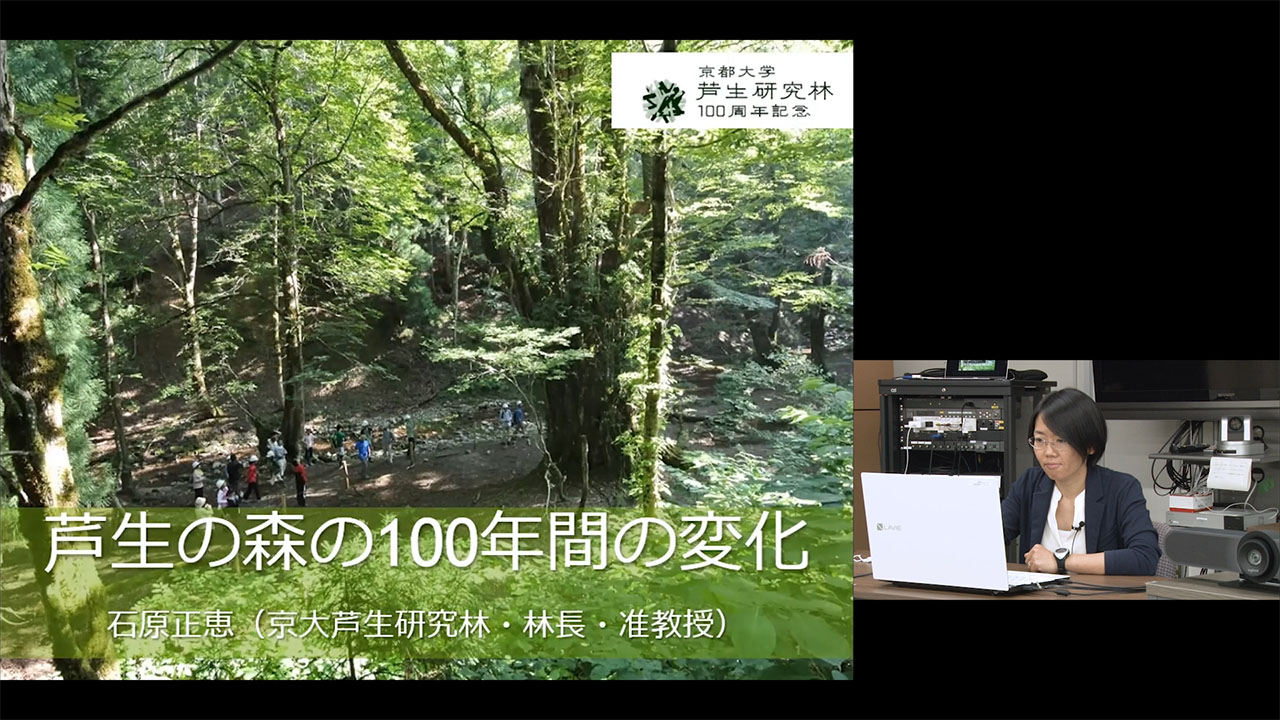 京都大学
芦生研究林
100周年記念
芦生の森の100年間の変化
石原正恵（京大芦生研究林・林長・准教授）
LAVIE